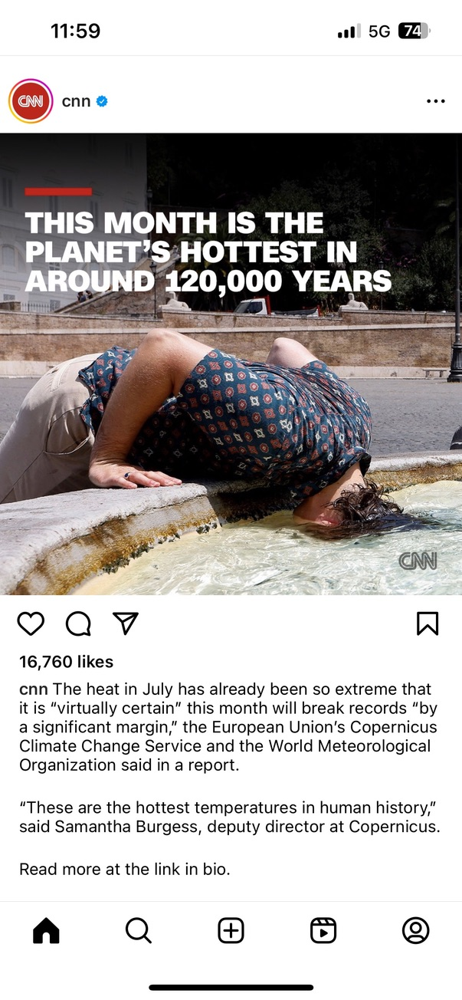 11:59
5G 74
CNN cnn
THIS MONTH IS THE
PLANET’S HOTTEST IN
AROUND 120,000 YEARS
CNN
16,760 likes
cnn The heat in July has already been so extreme that
it is “virtually certain” this month will break records “by
a significant margin,” the European Union’s Copernicus
Climate Change Service and the World Meteorological
Organization said in a report.
“These are the hottest temperatures in human history,”
said Samantha Burgess, deputy director at Copernicus.
Read more at the link in bio.